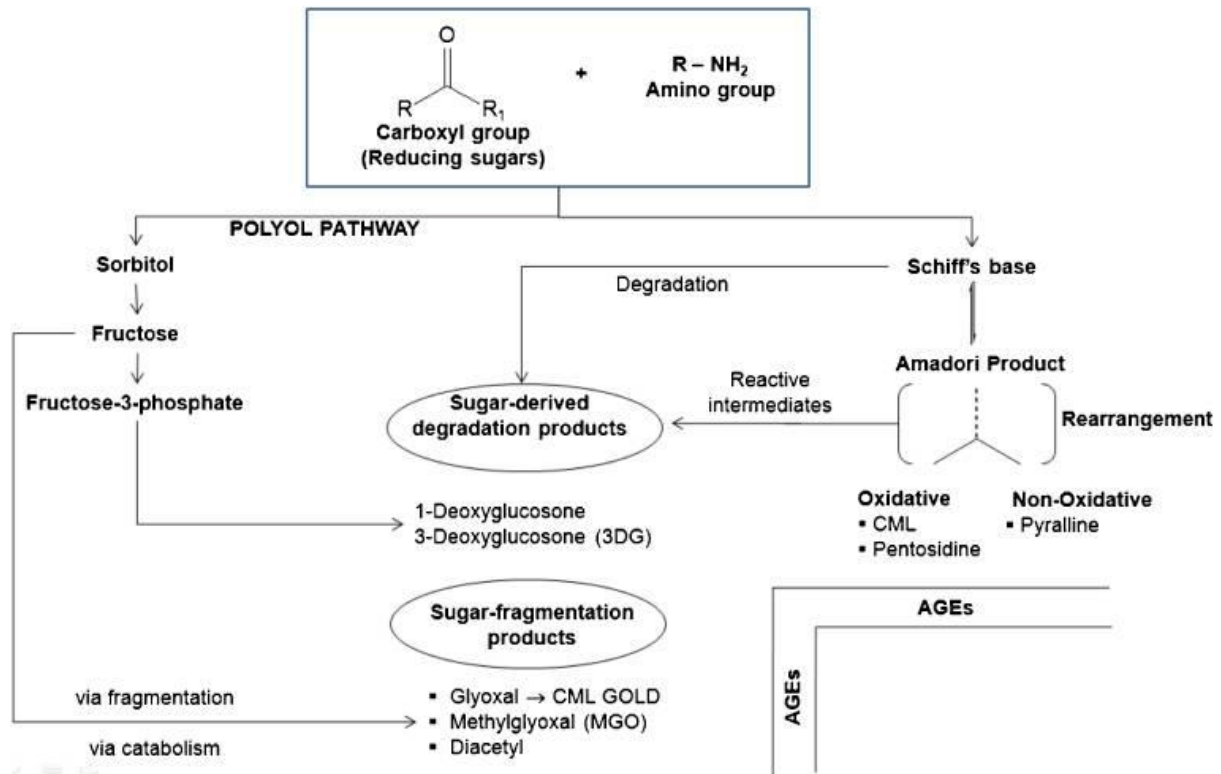 O
R
R₁
+
R – NH₂
Amino group
Carboxyl group
(Reducing sugars)
POLYOL PATHWAY
Sorbitol
Schiff's base
Degradation
Fructose
Amadori Product
Fructose-3-phosphate
Reactive
intermediates
Sugar-derived
degradation products
Rearrangement
Oxidative
▪ CML
▪ Pentosidine
Non-Oxidative
▪ Pyralline
1-Deoxyglucosone
3-Deoxyglucosone (3DG)
Sugar-fragmentation
products
AGEs
AGEs
via fragmentation
via catabolism
▪ Glyoxal → CML GOLD
▪ Methylglyoxal (MGO)
▪ Diacetyl